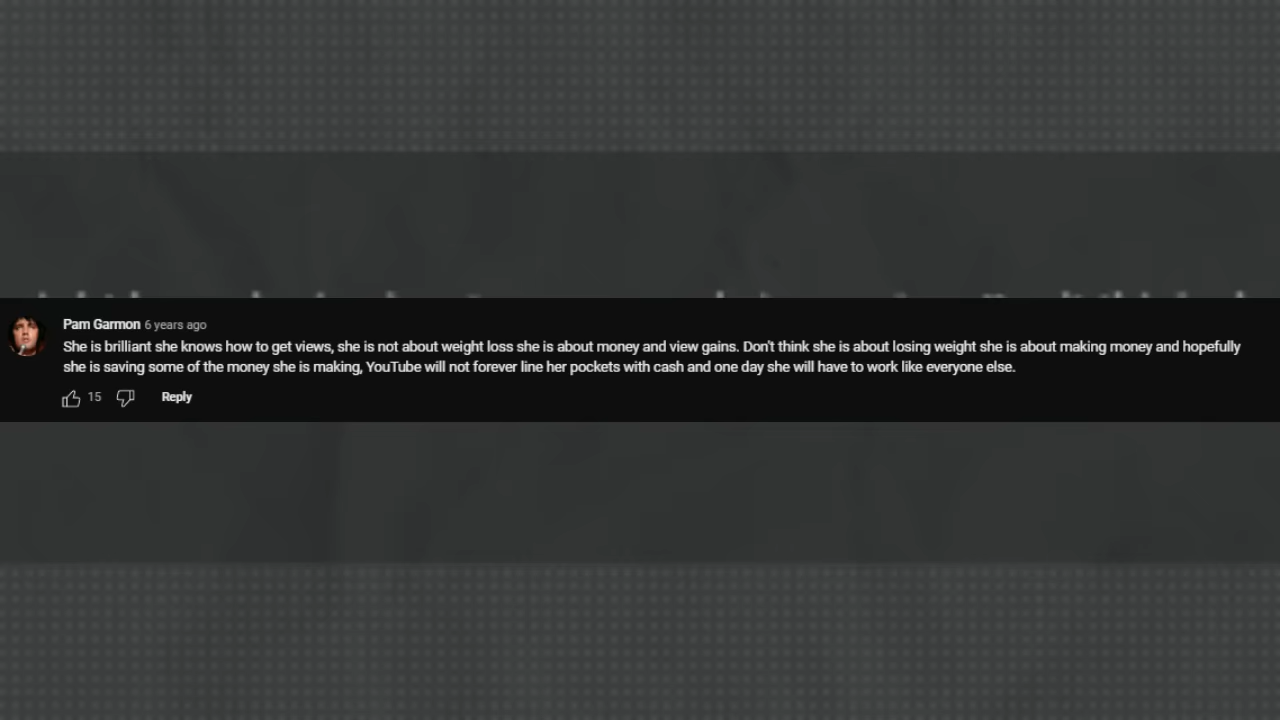 Pam Garmon 6 years ago
She is brilliant she knows how to get views, she is not about weight loss she is about money and view gains. Don't think she is about losing weight she is about making money and hopefully
she is saving some of the money she is making, YouTube will not forever line her pockets with cash and one day she will have to work like everyone else.
15 Reply